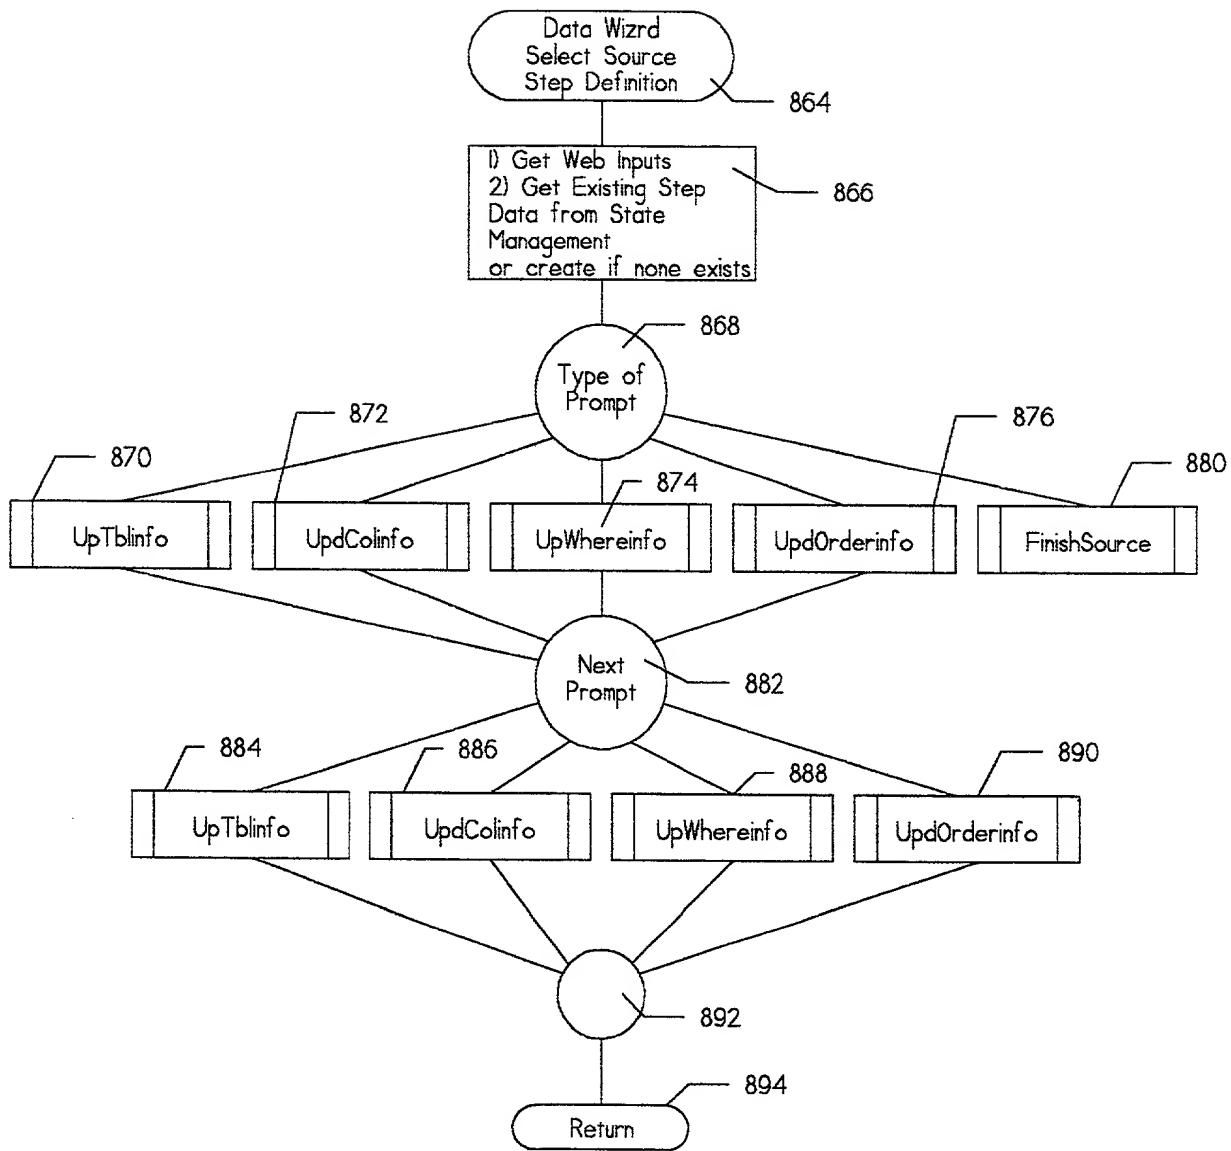 Data Wizrd
Select Source
Step Definition
864
1) Get Web Inputs
2) Get Existing Step
Data from State
Management
or create if none exists
866
868
Type of
Prompt
870
872
874
876
880
UpTblinfo
UpdColinfo
UpWhereinfo
UpdOrderinfo
FinishSource
Next
Prompt
882
884
886
888
890
UpTblinfo
UpdColinfo
UpWhereinfo
UpdOrderinfo
892
894
Return